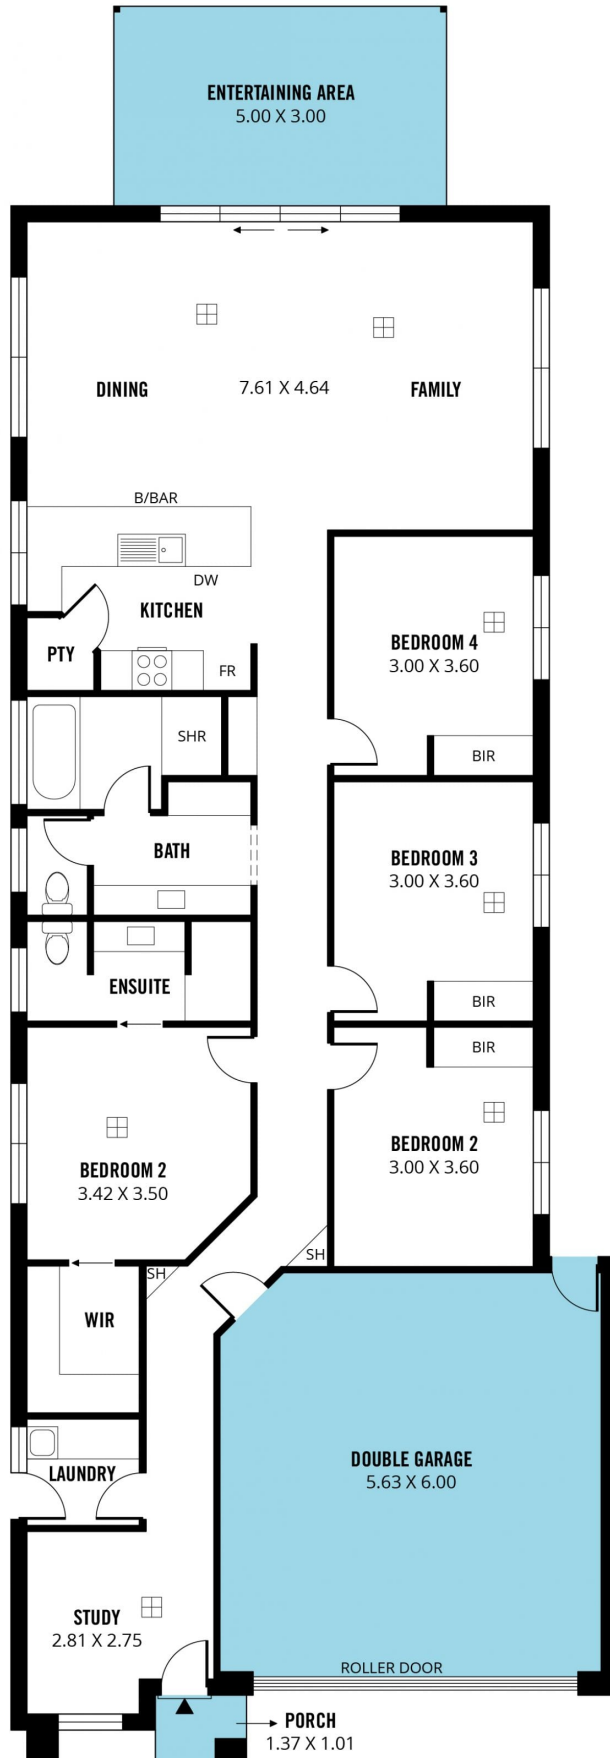 ENTERTAINING AREA
5.00 X 3.00
DINING
7.61 X 4.64
FAMILY
B/BAR
DW
KITCHEN
PTY
FR
BEDROOM 4
3.00 X 3.60
BIR
SHR
BATH
BEDROOM 3
3.00 X 3.60
BIR
ENSUITE
BIR
BEDROOM 2
3.42 X 3.50
BEDROOM 2
3.00 X 3.60
SH
SH
WIR
LAUNDRY
DOUBLE GARAGE
5.63 X 6.00
STUDY
2.81 X 2.75
ROLLER DOOR
PORCH
1.37 X 1.01